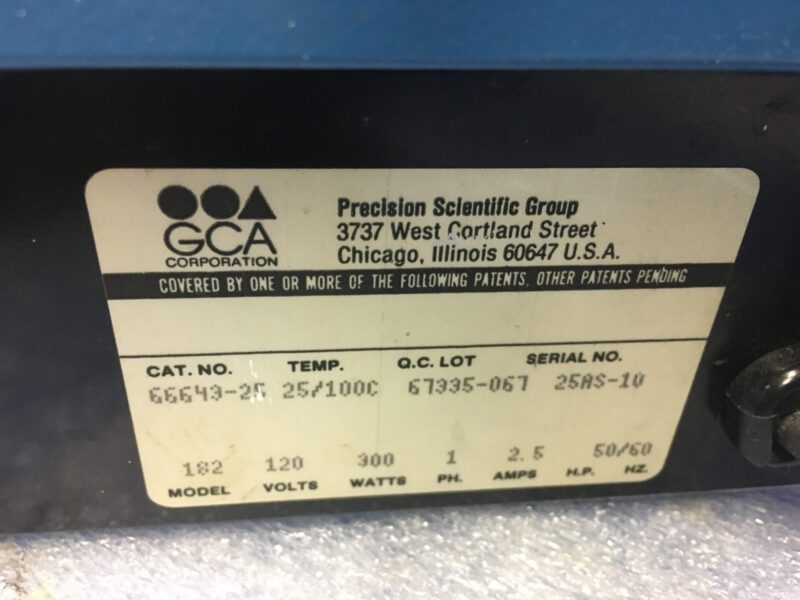 GCA
CORPORATION
Precision Scientific Group
3737 West Cortland Street
Chicago, Illinois 60647 U.S.A.
COVERED BY ONE OR MORE OF THE FOLLOWING PATENTS, OTHER PATENTS PENDING
CAT. NO. TEMP. Q.C. LOT SERIAL NO.
25/100C 67335-067 25AS-10
182 120 300 1 2.5 50/60
MODEL VOLTS WATTS PH. AMPS H.P. HZ.